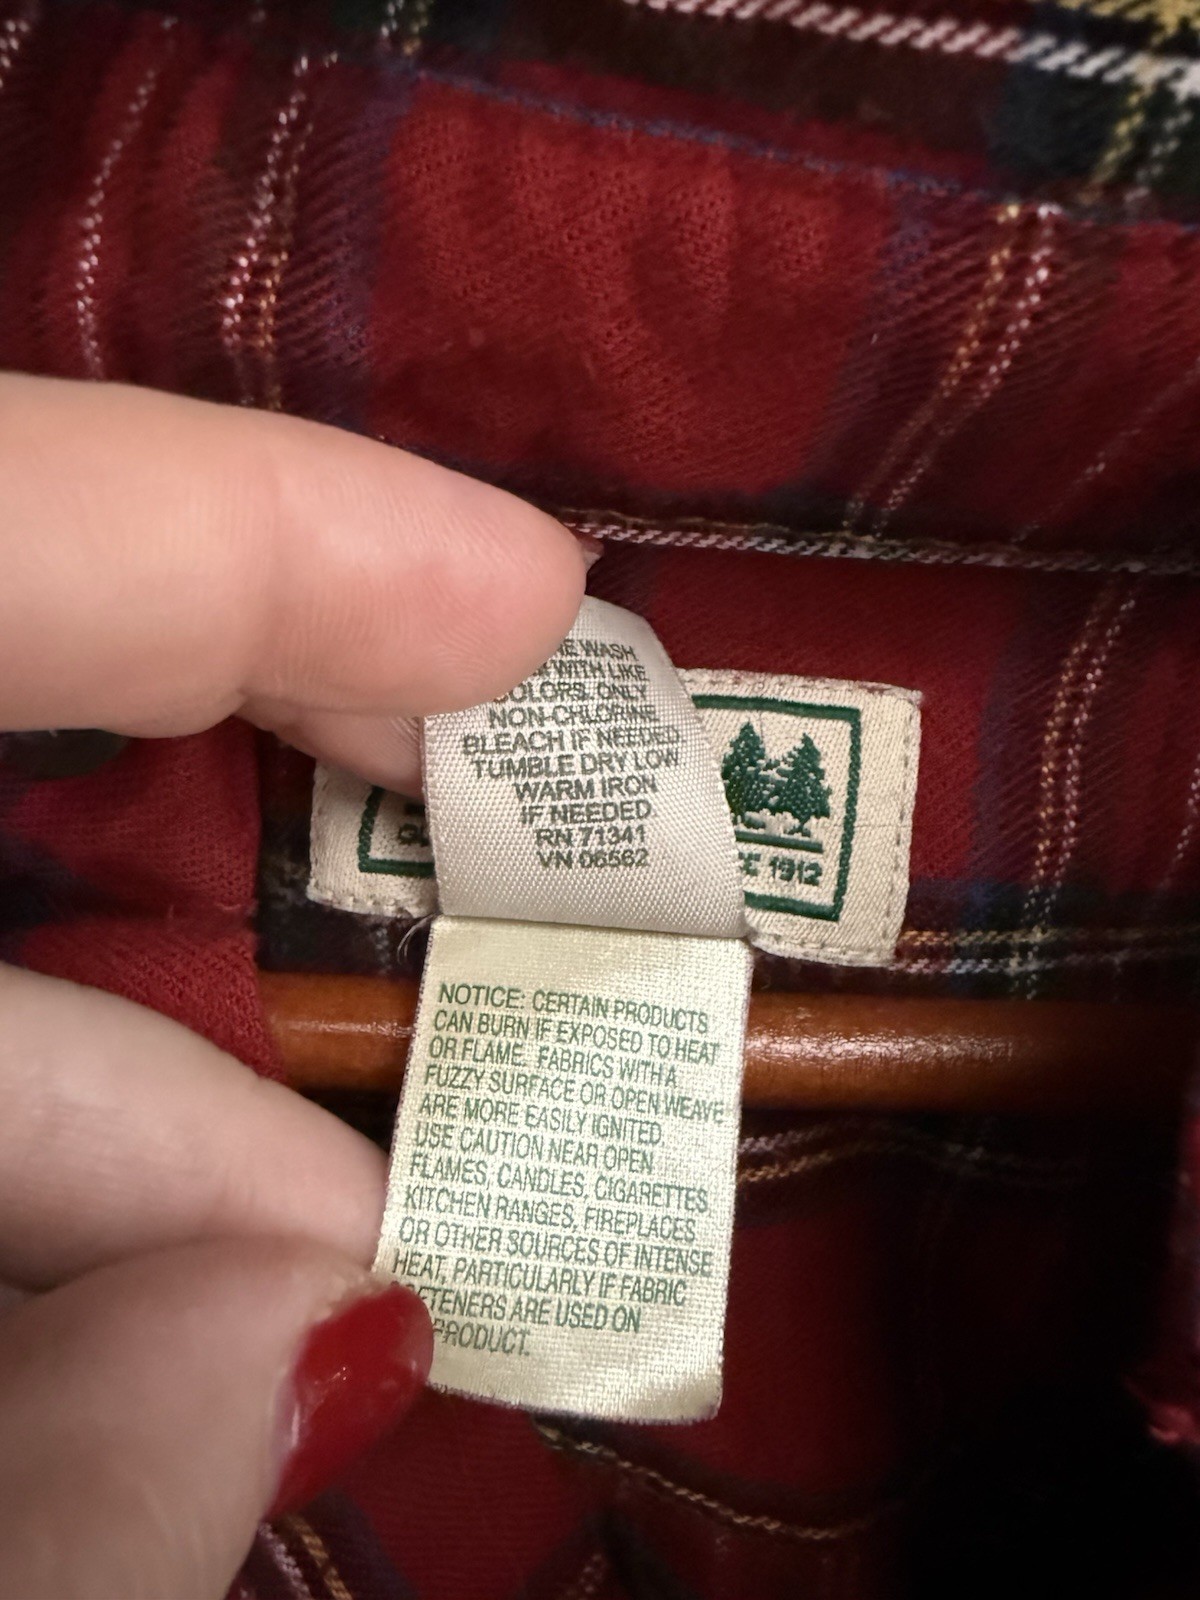 WASH
WITH LIKE
COLORS. ONLY
NON-CHLORINE
BLEACH IF NEEDED
TUMBLE DRY LOW
WARM IRON
IF NEEDED
RN 71341
VN 06562
1912
NOTICE: CERTAIN PRODUCTS
CAN BURN IF EXPOSED TO HEAT
OR FLAME. FABRICS WITH A
FUZZY SURFACE OR OPEN WEAVE
ARE MORE EASILY IGNITED.
USE CAUTION NEAR OPEN
FLAMES, CANDLES, CIGARETTES,
KITCHEN RANGES, FIREPLACES
OR OTHER SOURCES OF INTENSE
HEAT, PARTICULARLY IF FABRIC
ARE USED ON
PRODUCT.